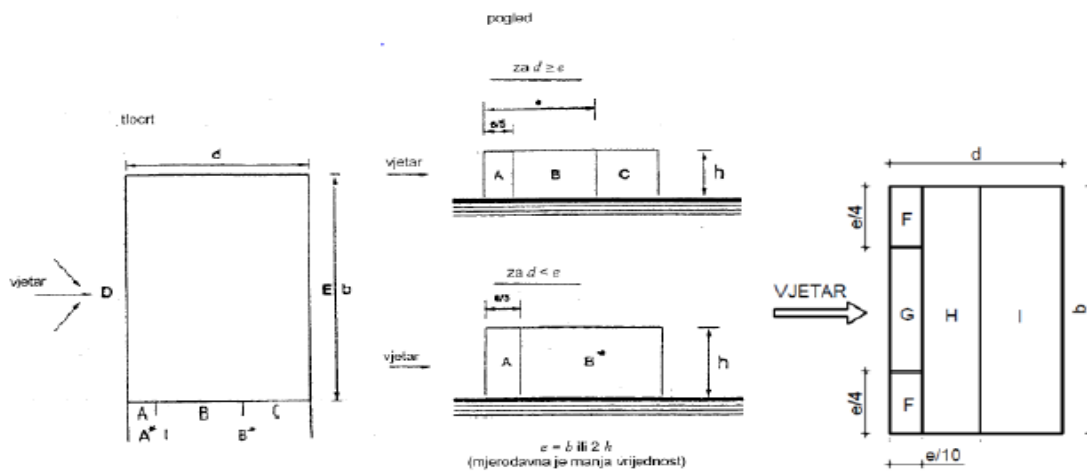 pogled
za d ≥ e
tlocrt
d
e
e/5
vjetar
A B C
h
vjetar
D
E
b
za d < e
e/5
vjetar
A B*
h
A B C
A* B*
e = b ili 2 h
(mjerodavna je manja vrijednost)
d
e/4
F
VJETAR
G H I
b
e/4
F
e/10